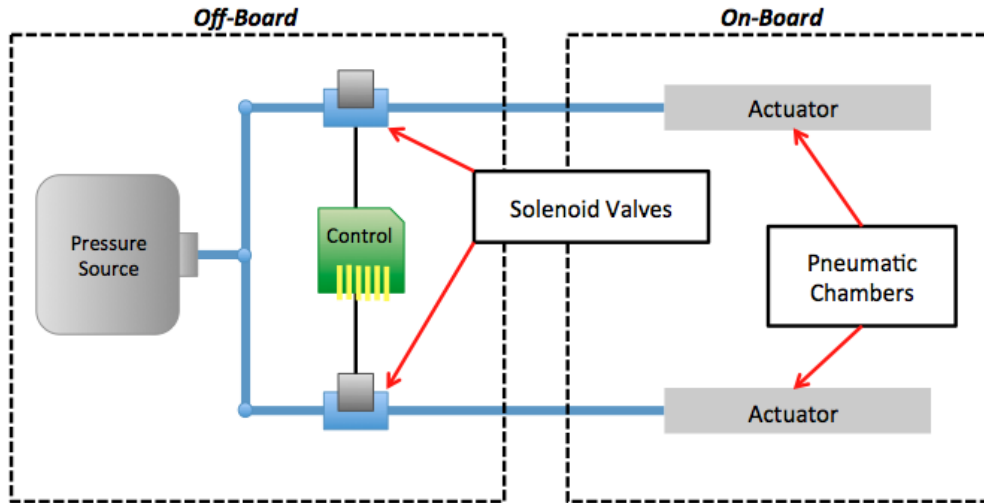 Off-Board
On-Board
Actuator
Solenoid Valves
Control
Pressure
Source
Pneumatic
Chambers
Actuator